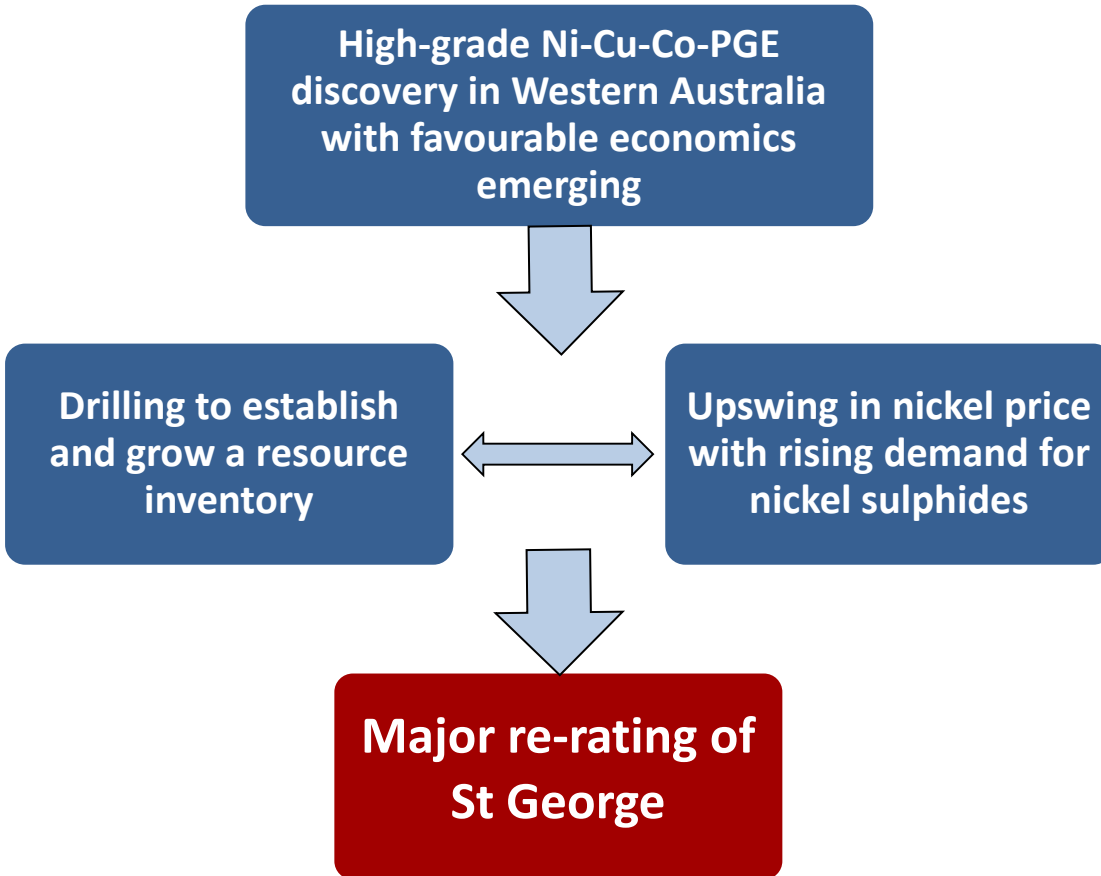 High-grade Ni-Cu-Co-PGE
discovery in Western Australia
with favourable economics
emerging
Drilling to establish
and grow a resource
inventory
Upswing in nickel price
with rising demand for
nickel sulphides
Major re-rating of
St George